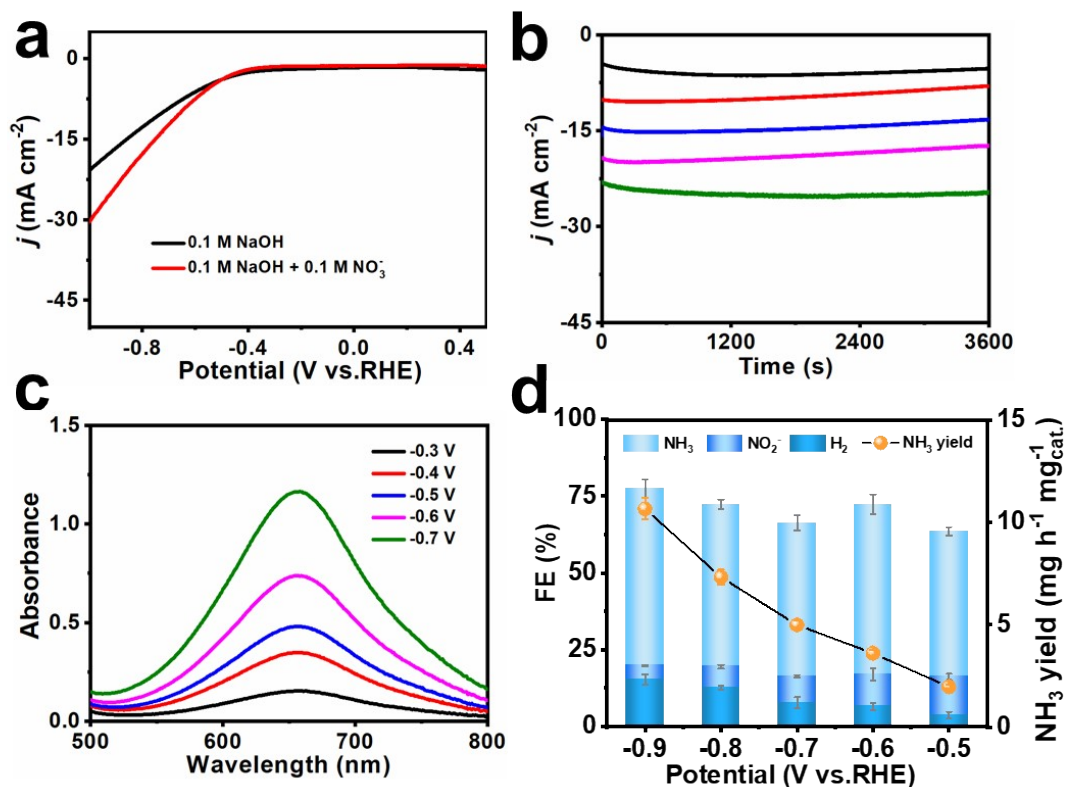 a
0
-15
-30
-45
j (mA cm⁻²)
0.1 M NaOH
0.1 M NaOH + 0.1 M NO₃⁻
-0.8
-0.4
0.0
0.4
Potential (V vs.RHE)
b
0
-15
-30
-45
j (mA cm⁻²)
0
1200
2400
3600
Time (s)
c
1.5
1.0
0.5
0.0
Absorbance
-0.3 V
-0.4 V
-0.5 V
-0.6 V
-0.7 V
500
600
700
800
Wavelength (nm)
d
100
75
50
25
0
FE (%)
NH₃
NO₂⁻
H₂
NH₃ yield
15
10
5
0
NH₃ yield (mg h⁻¹ mg⁻¹cat.)
-0.9
-0.8
-0.7
-0.6
-0.5
Potential (V vs.RHE)